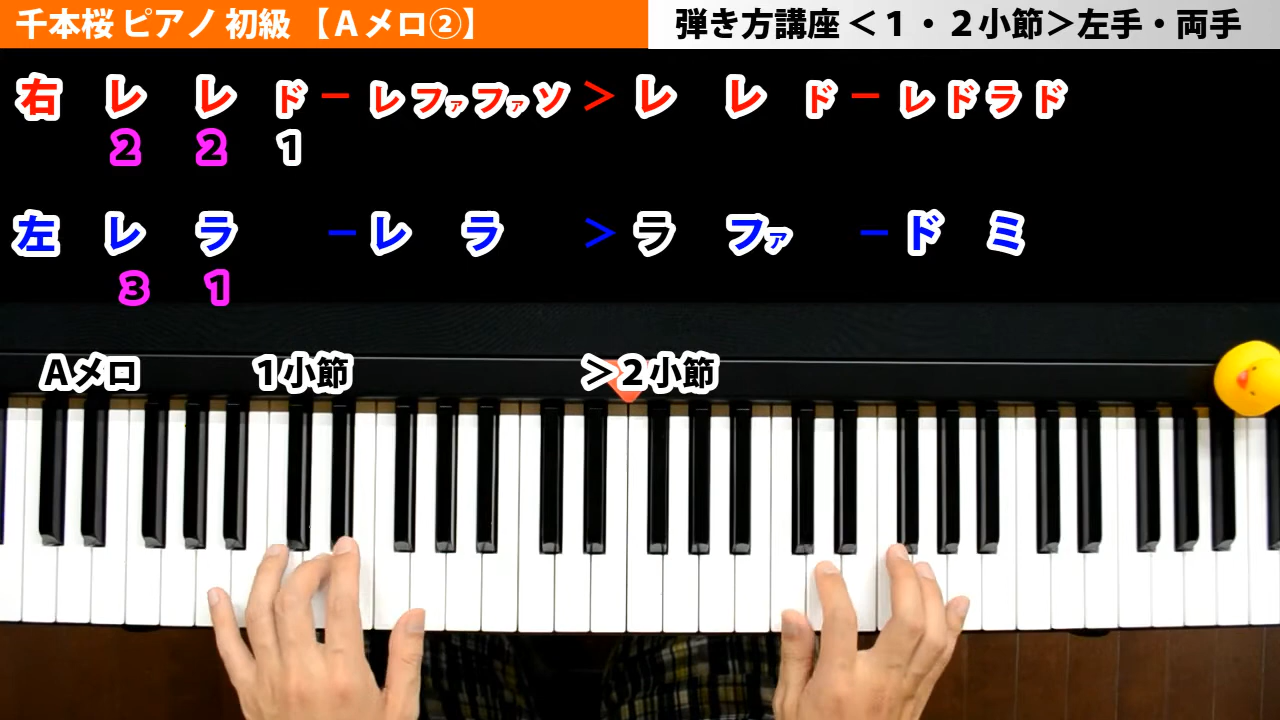 千本桜 ピアノ 初級 【Aメロ②】
弾き方講座 ＜１・２小節＞左手・両手
右 レ レ ド ー レ ファ ファ ソ ＞ レ レ ド ー レ ド ラ ド
2 2 1
左 レ ラ ー レ ラ ＞ ラ ファ ー ド ミ
3 1
Aメロ １小節 ＞２小節